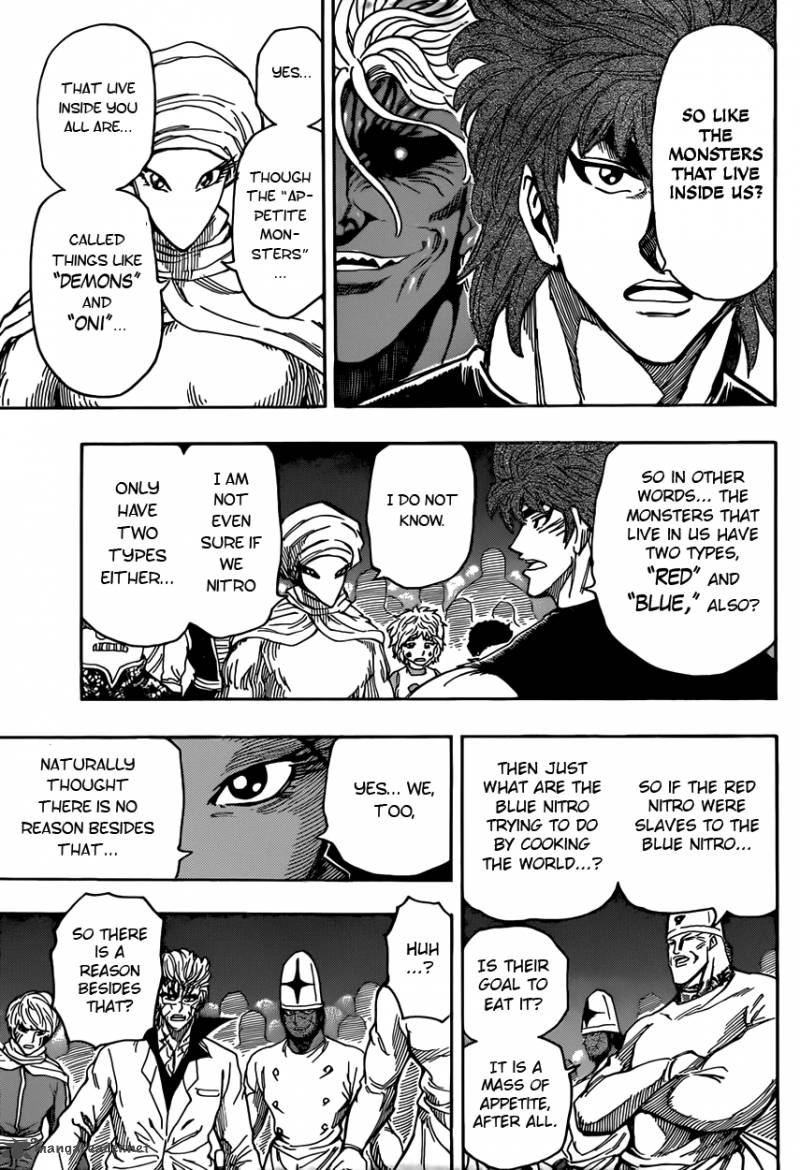 SO LIKE
THE
MONSTERS
THAT LIVE
INSIDE US?
YES...
THOUGH
THE "AP-
PETITE
MON-
STERS"
...
THAT LIVE
INSIDE YOU
ALL ARE...
CALLED
THINGS LIKE
"DEMONS"
AND
"ONI"...
SO IN OTHER
WORDS... THE
MONSTERS THAT
LIVE IN US HAVE
TWO TYPES,
"RED" AND
"BLUE," ALSO?
I DO NOT
KNOW.
I AM
NOT
EVEN
SURE IF
WE
NITRO
ONLY
HAVE
TWO
TYPES
EITHER...
SO IF THE RED
NITRO WERE
SLAVES TO THE
BLUE NITRO...
THEN JUST
WHAT ARE THE
BLUE NITRO
TRYING TO DO
BY COOKING
THE WORLD...?
IS THEIR
GOAL TO
EAT IT?
IT IS A
MASS OF
APPETITE,
AFTER ALL.
YES... WE,
TOO,
NATURALLY
THOUGHT
THERE IS NO
REASON BESIDES
THAT...
HUH
...?
SO THERE
IS A
REASON
BESIDES
THAT?
mangareader.net